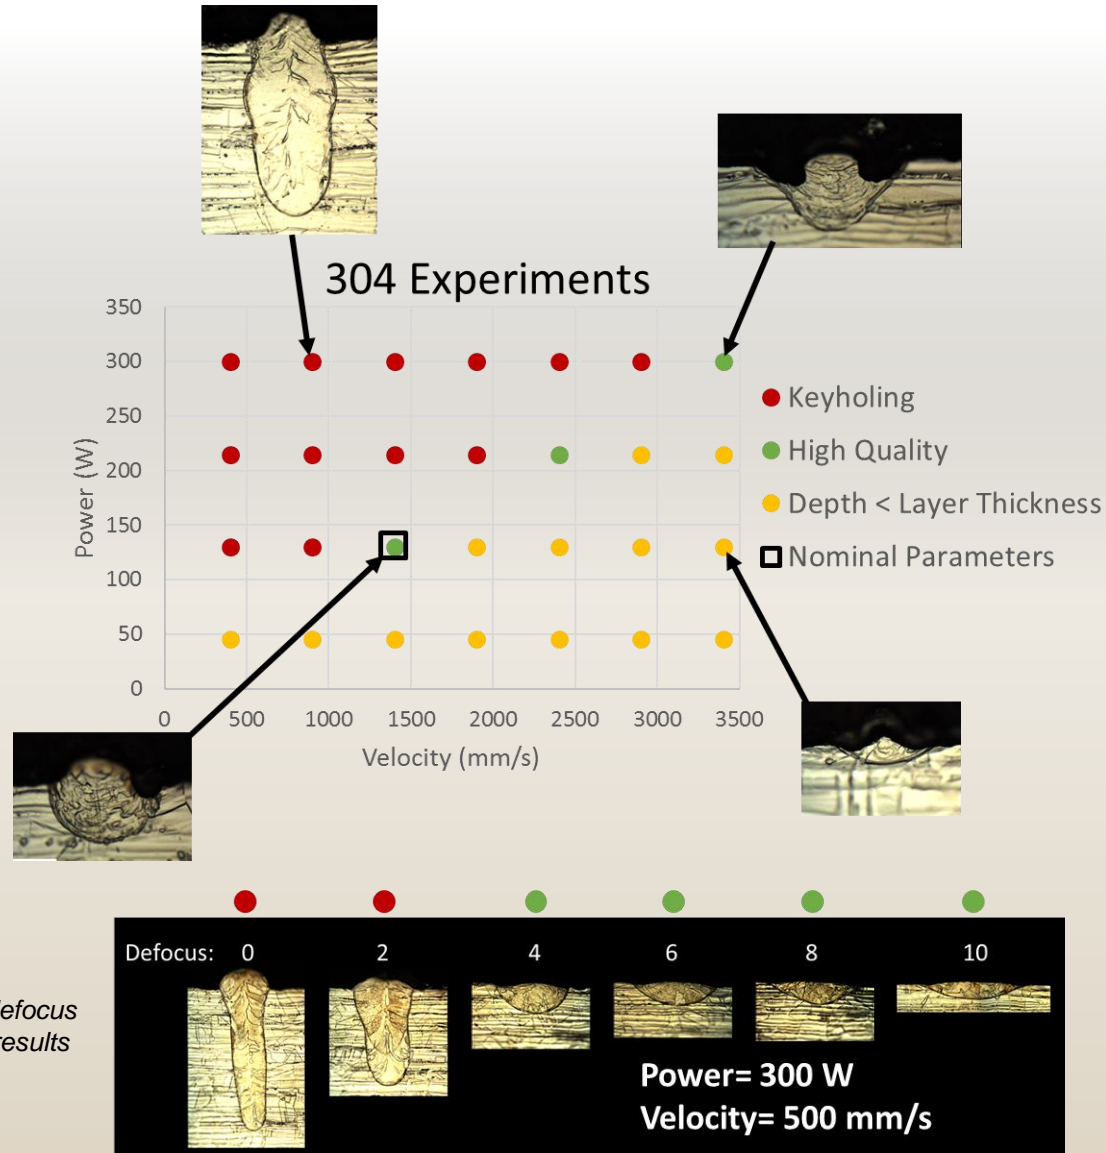 304 Experiments
350
300
250
200
150
100
50
0
Power (W)
0 500 1000 1500 2000 2500 3000 3500
Velocity (mm/s)
Keyholing
High Quality
Depth < Layer Thickness
Nominal Parameters
Defocus: 0 2 4 6 8 10
results
Power= 300 W
Velocity= 500 mm/s